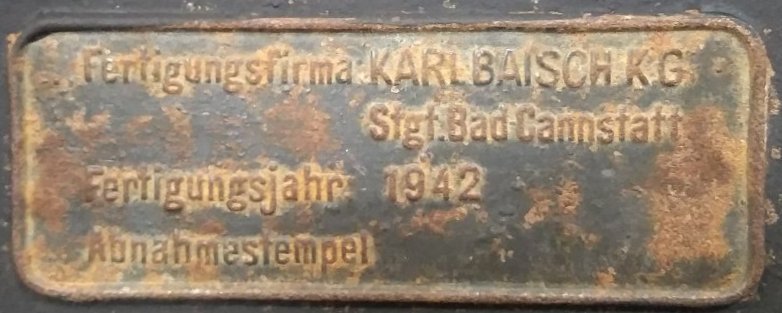 Fertigungsfirma KARL BAISCH K.G.
Stgt. Bad Cannstatt
Fertigungsjahr 1942
Abnahmestempel